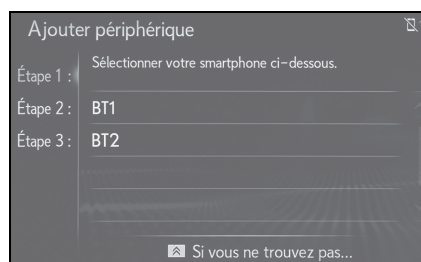 Ajouter périphérique
Sélectionner votre smartphone ci-dessous.
Étape 1 :
Étape 2 : BT1
Étape 3 : BT2
Si vous ne trouvez pas...